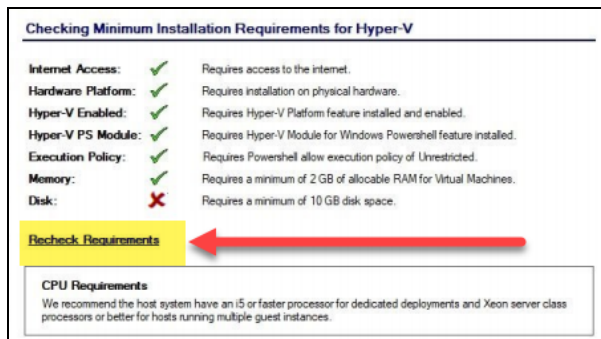 Checking Minimum Installation Requirements for Hyper-V
Internet Access: Requires access to the internet.
Hardware Platform: Requires installation on physical hardware.
Hyper-V Enabled: Requires Hyper-V Platform feature installed and enabled.
Hyper-V PS Module: Requires Hyper-V Module for Windows Powershell feature installed.
Execution Policy: Requires Powershell allow execution policy of Unrestricted.
Memory: Requires a minimum of 2 GB of allocable RAM for Virtual Machines.
Disk: Requires a minimum of 10 GB disk space.
Recheck Requirements
CPU Requirements
We recommend the host system have an i5 or faster processor for dedicated deployments and Xeon server class
processors or better for hosts running multiple guest instances.